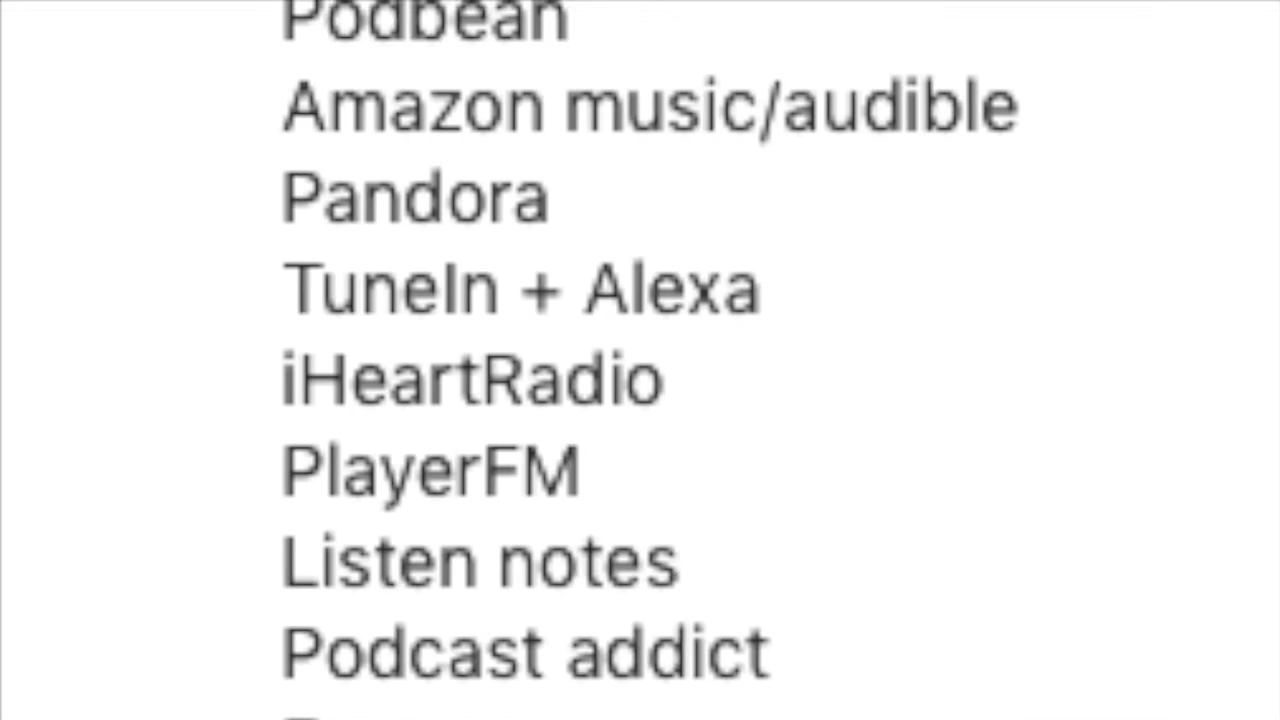 Podbean
Amazon music/audible
Pandora
TuneIn + Alexa
iHeartRadio
PlayerFM
Listen notes
Podcast addict